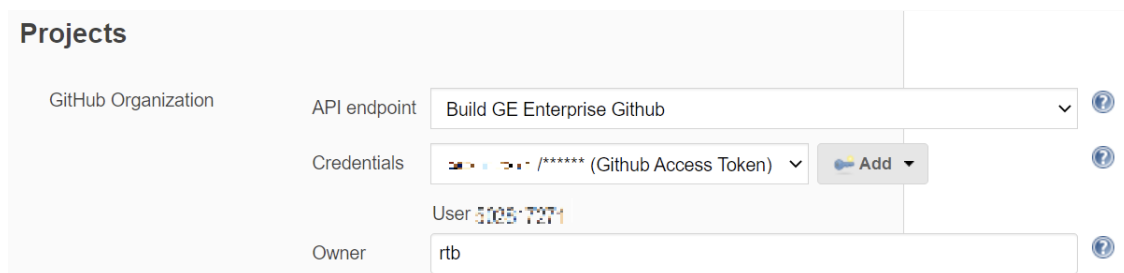 Projects
GitHub Organization
API endpoint
Build GE Enterprise Github
Credentials
/****** (Github Access Token)
Add
User
Owner
rtb